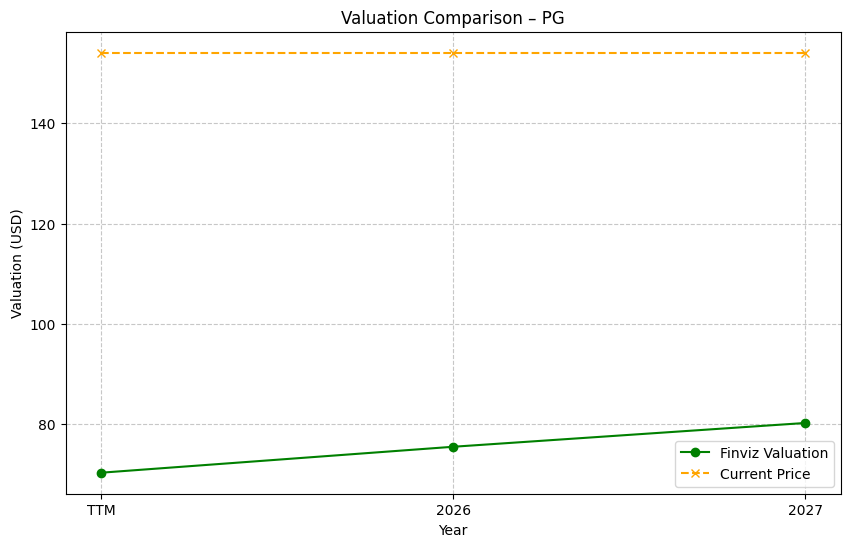 Valuation Comparison – PG
Valuation (USD)
140
120
100
80
TTM
2026
2027
Year
Finviz Valuation
Current Price